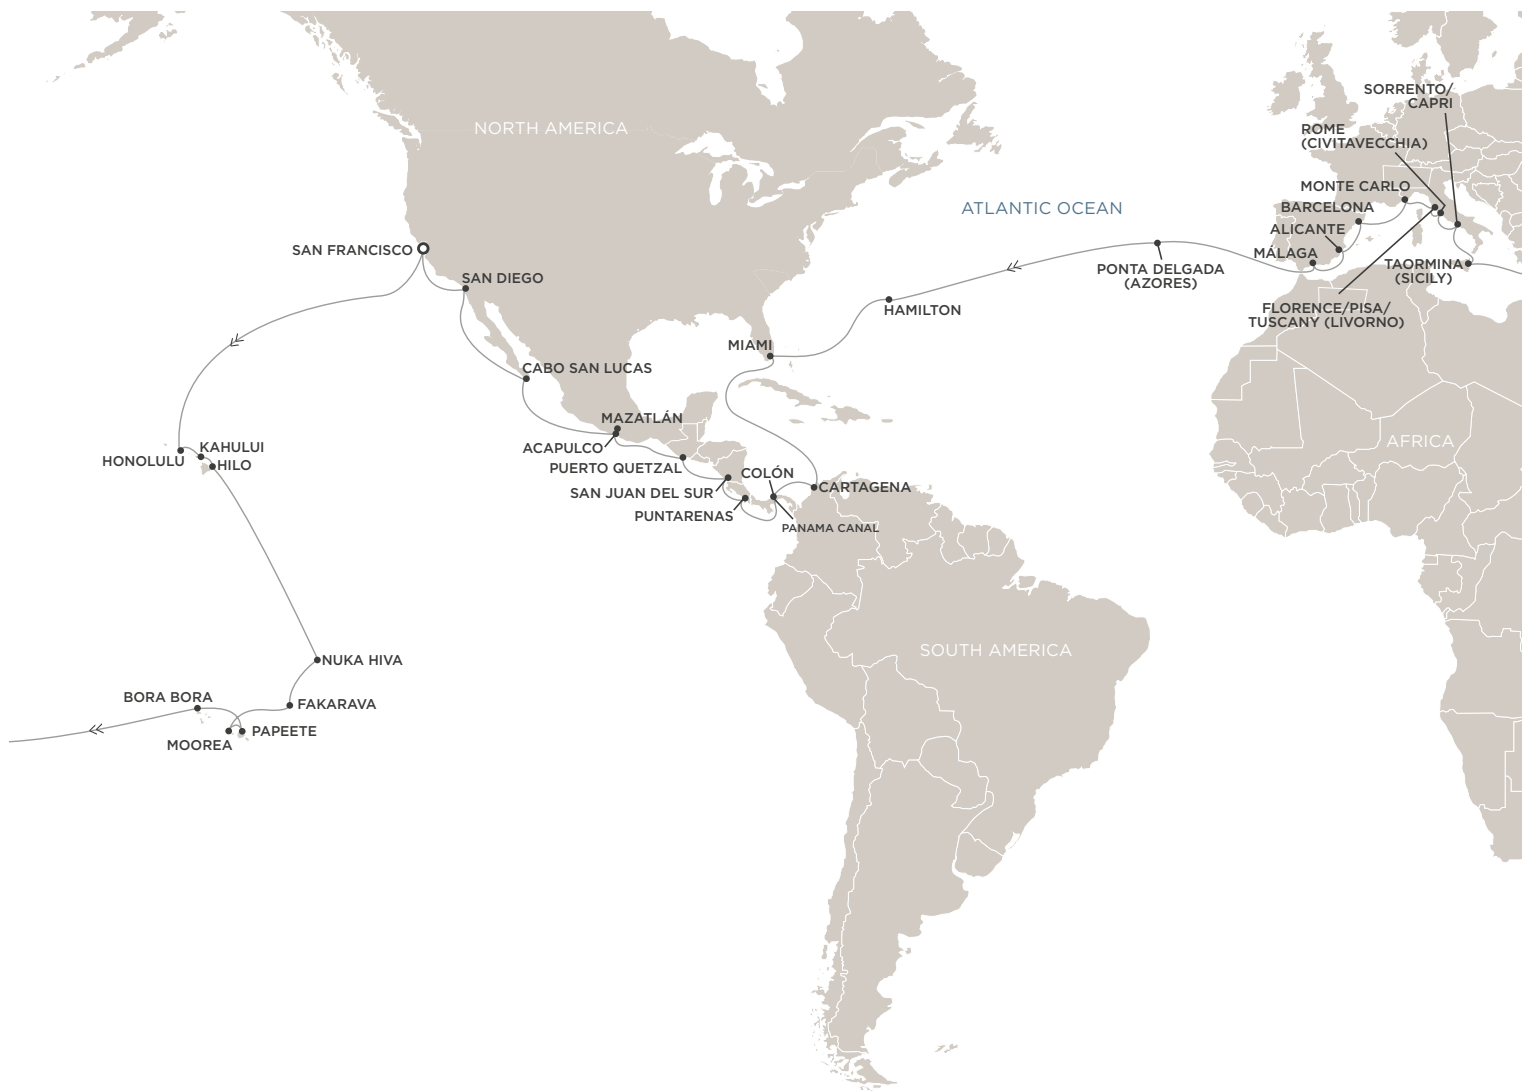 SORRENTO/
CAPRI
NORTH AMERICA
ROME
(CIVITAVECCHIA)
MONTE CARLO
BARCELONA
ATLANTIC OCEAN
ALICANTE
SAN FRANCISCO
MÁLAGA
TAORMINA
(SICILY)
PONTA DELGADA
(AZORES)
SAN DIEGO
HAMILTON
FLORENCE/PISA/
TUSCANY (LIVORNO)
MIAMI
CABO SAN LUCAS
MAZATLÁN
ACAPULCO
AFRICA
KAHULUI
HONOLULU
HILO
PUERTO QUETZAL
COLÓN
SAN JUAN DEL SUR
CARTAGENA
PUNTARENAS
PANAMA CANAL
SOUTH AMERICA
NUKA HIVA
BORA BORA
FAKARAVA
PAPEETE
MOOREA